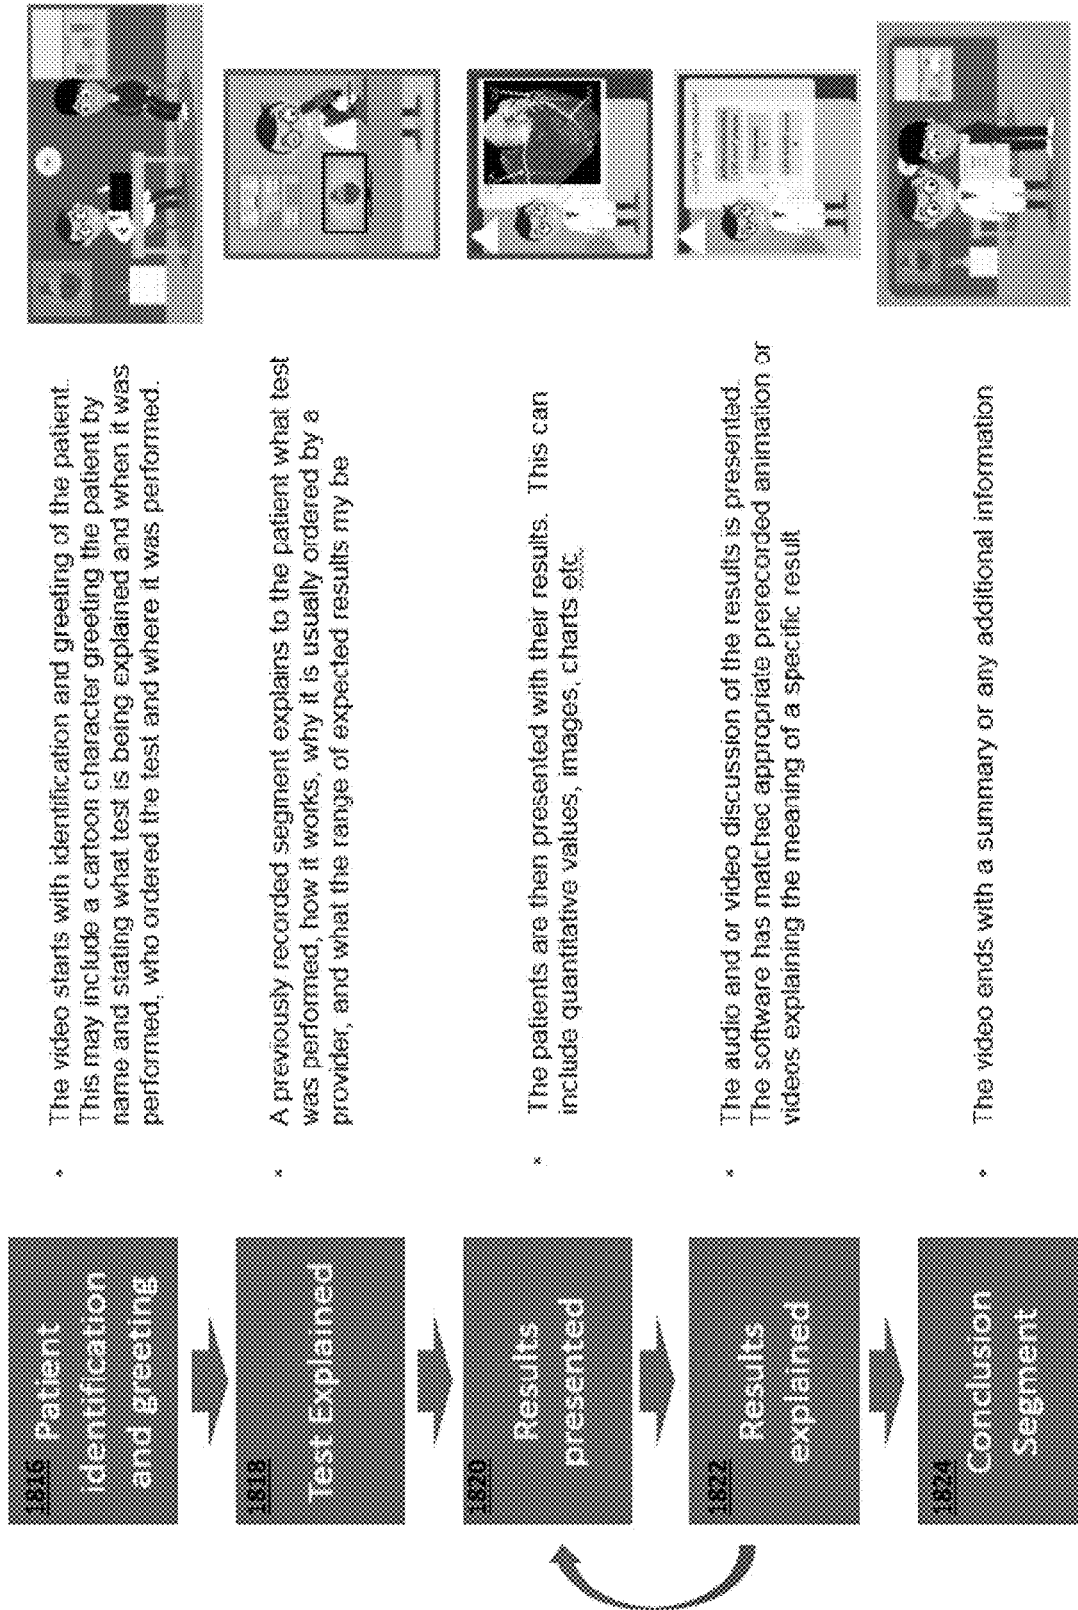 1816
Patient
identification
and greeting
• The video starts with identification and greeting of the patient.
This may include a cartoon character greeting the patient by
name and stating what test is being explained and when it was
performed, who ordered the test and where it was performed.
1818
Test Explained
• A previously recorded segment explains to the patient what test
was performed, how it works, why it is usually ordered by a
provider, and what the range of expected results my be
1820
Results
presented
• The patients are then presented with their results. This can
include quantitative values, images, charts etc.
1822
Results
explained
• The audio and or video discussion of the results is presented.
The software has matched appropriate prerecorded animation or
videos explaining the meaning of a specific result
1824
Conclusion
Segment
• The video ends with a summary or any additional information